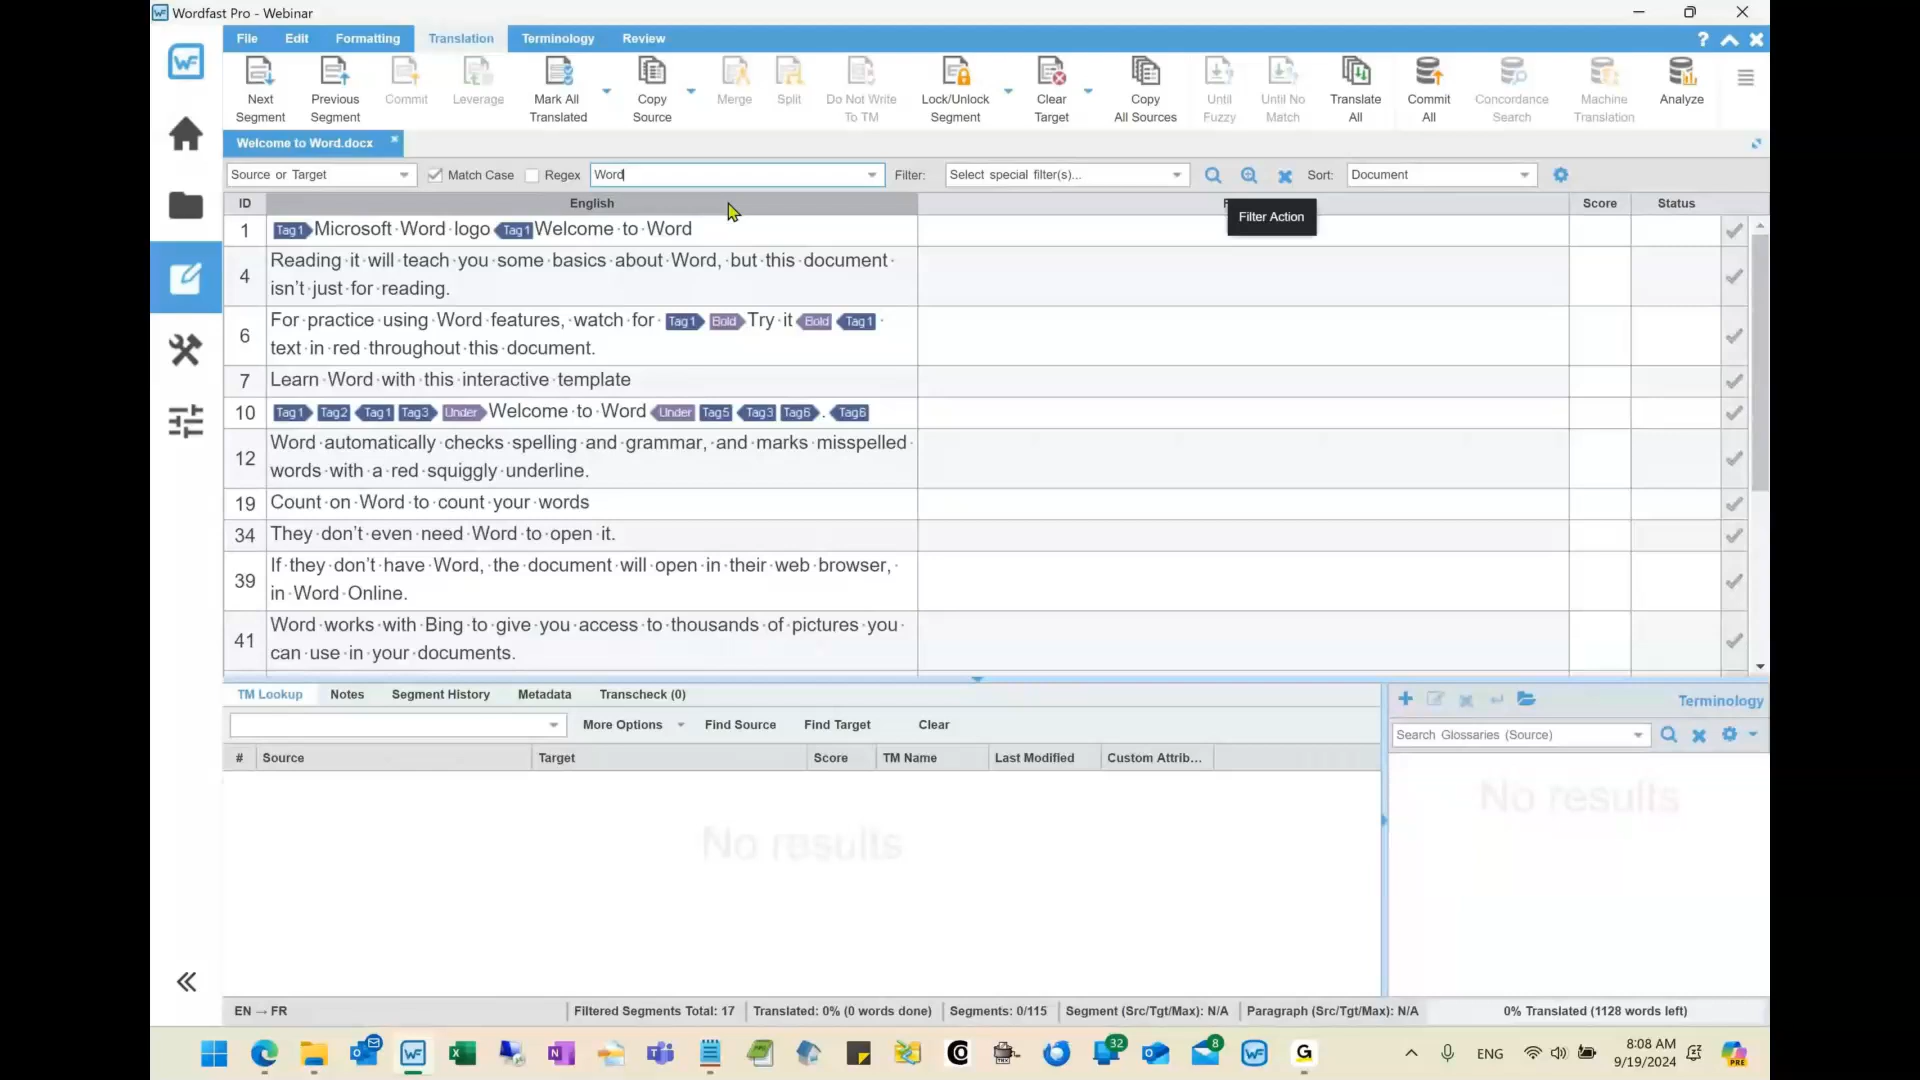 Wordfast Pro - Webinar
File Edit Formatting Translation Terminology Review
Next Segment
Previous Segment
Commit
Leverage
Mark All Translated
Copy Source
Merge
Split
Do Not Write To TM
Lock/Unlock Segment
Clear Target
Copy All Sources
Until Fuzzy
Until No Match
Translate All
Commit All
Concordance Search
Machine Translation
Analyze
Welcome to Word.docx
Source or Target Match Case Regex Word Filter: Select special filter(s)... Sort: Document
ID English Score Status
Filter Action
1 Tag1 Microsoft·Word·logo Tag1 Welcome·to·Word
4 Reading·it·will·teach·you·some·basics·about·Word,·but·this·document·
isn't·just·for·reading.
6 For·practice·using·Word·features,·watch·for· Tag1 Bold Try·it Bold Tag1 ·
text·in·red·throughout·this·document.
7 Learn·Word·with·this·interactive·template
10 Tag1 Tag2 Tag1 Tag3 Under Welcome·to·Word Under Tag5 Tag3 Tag6 . Tag6
12 Word·automatically·checks·spelling·and·grammar,·and·marks·misspelled·
words·with·a·red·squiggly·underline.
19 Count·on·Word·to·count·your·words
34 They·don't·even·need·Word·to·open·it.
39 If·they·don't·have·Word,·the·document·will·open·in·their·web·browser,·
in·Word·Online.
41 Word·works·with·Bing·to·give·you·access·to·thousands·of·pictures·you·
can·use·in·your·documents.
TM Lookup Notes Segment History Metadata Transcheck (0)
More Options Find Source Find Target Clear
# Source Target Score TM Name Last Modified Custom Attrib...
No results
Terminology
Search Glossaries (Source)
No results
EN → FR Filtered Segments Total: 17 Translated: 0% (0 words done) Segments: 0/115 Segment (Src/Tgt/Max): N/A Paragraph (Src/Tgt/Max): N/A 0% Translated (1128 words left)
32 8 ENG 8:08 AM
9/19/2024
PRE